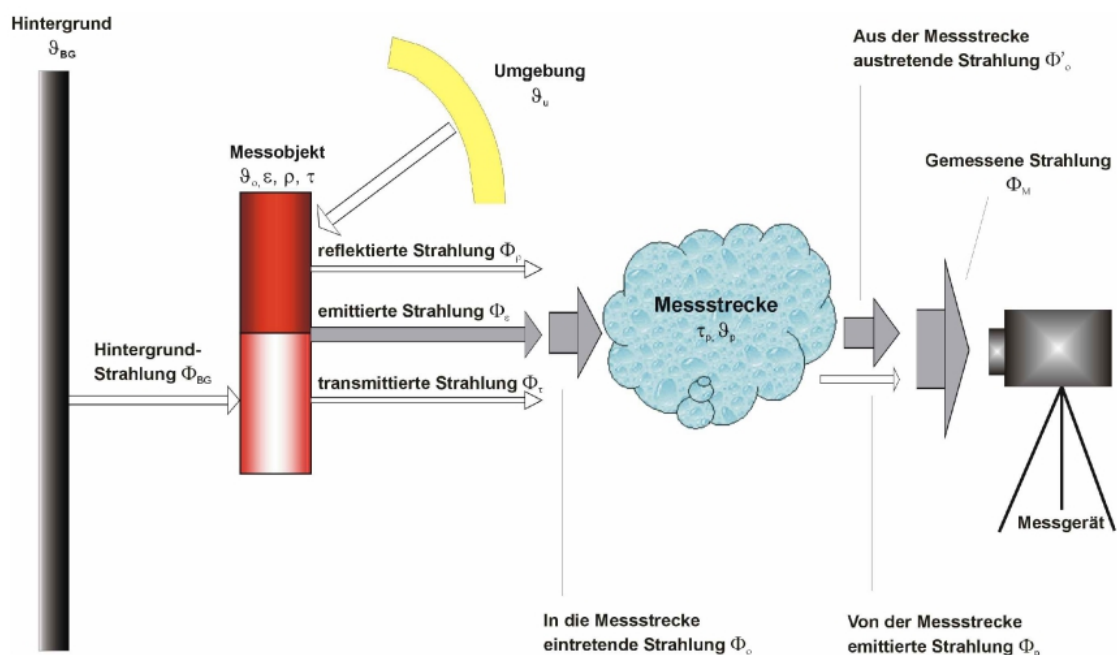 Hintergrund
ϑBG
Umgebung
ϑu
Aus der Messstrecke
austretende Strahlung Φ'o
Messobjekt
ϑo, ε, ρ, τ
Gemessene Strahlung
ΦM
reflektierte Strahlung Φρ
emittierte Strahlung Φε
Messstrecke
τp, ϑp
Hintergrund-
Strahlung ΦBG
transmittierte Strahlung Φτ
Messgerät
In die Messstrecke
eintretende Strahlung Φo
Von der Messstrecke
emittierte Strahlung Φp